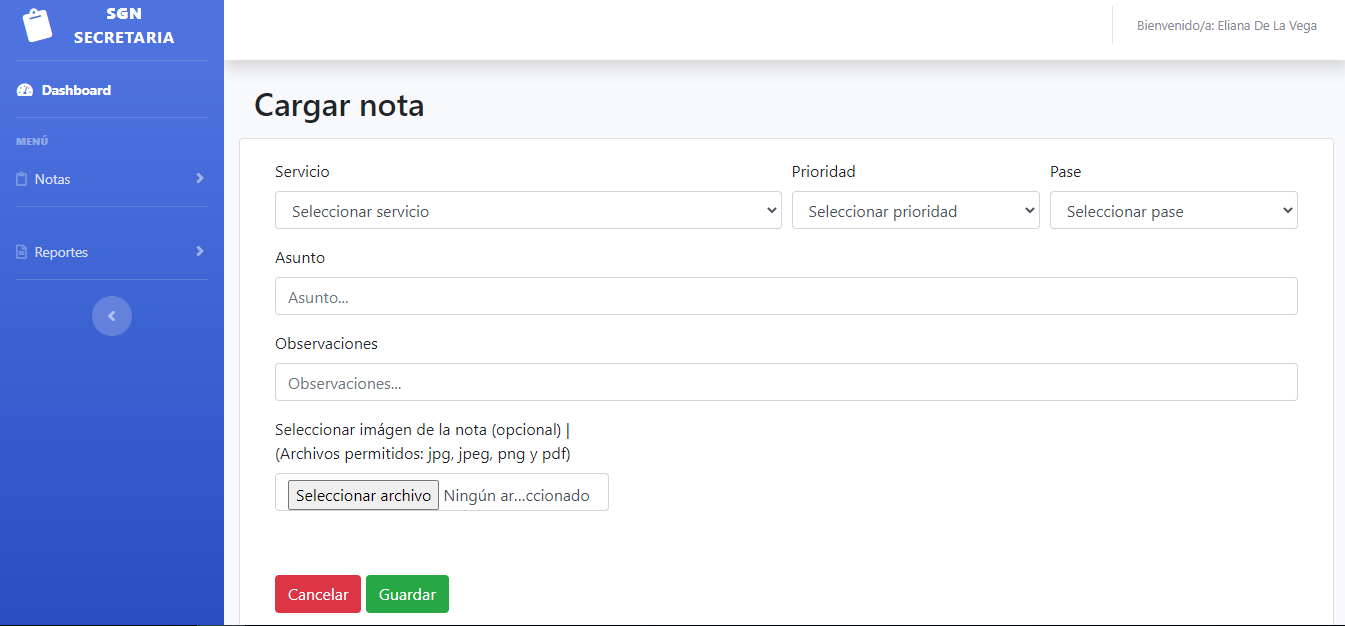 SGN
SECRETARIA
Bienvenido/a: Eliana De La Vega
Dashboard
MENÚ
Notas
Reportes
Cargar nota
Servicio
Prioridad
Pase
Seleccionar servicio
Seleccionar prioridad
Seleccionar pase
Asunto
Asunto...
Observaciones
Observaciones...
Seleccionar imágen de la nota (opcional) |
(Archivos permitidos: jpg, jpeg, png y pdf)
Seleccionar archivo Ningún ar...ccionado
Cancelar
Guardar